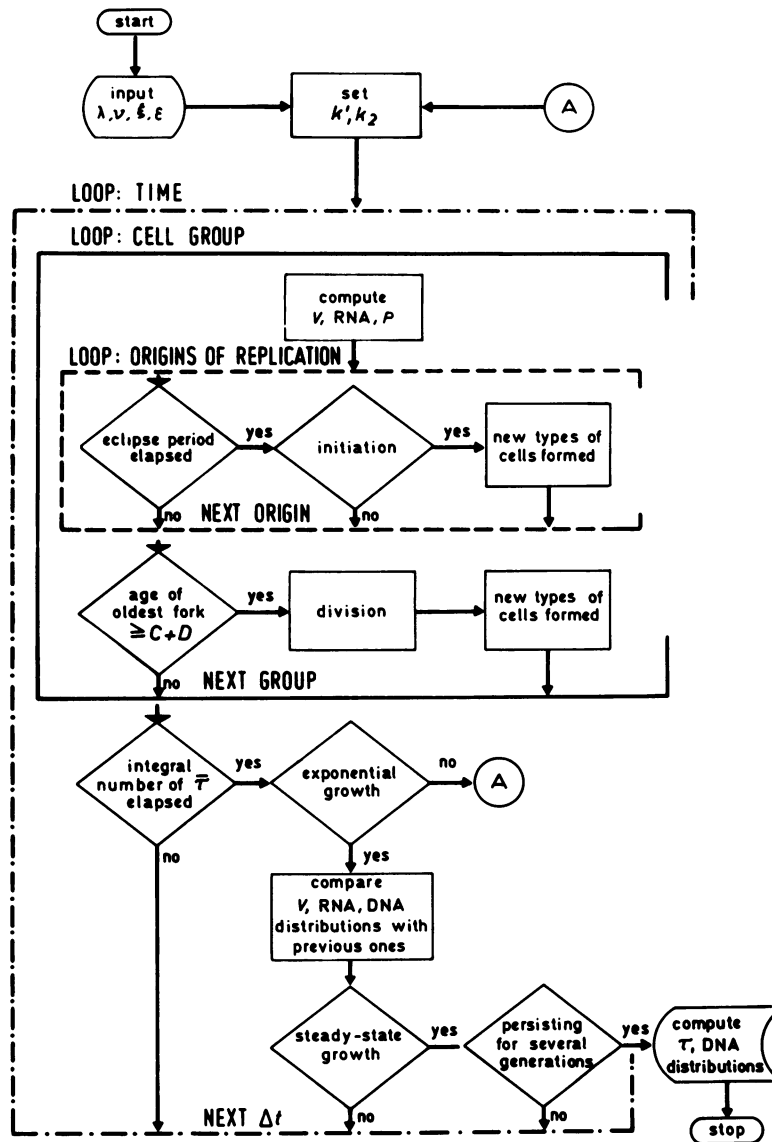 start
input
λ, ν, ξ, ε
set
k', k₂
A
LOOP: TIME
LOOP: CELL GROUP
compute
V, RNA, P
LOOP: ORIGINS OF REPLICATION
eclipse period
elapsed
yes
initiation
yes
new types of
cells formed
no
NEXT ORIGIN
no
age of
oldest fork
≧ C+D
yes
division
new types of
cells formed
no
NEXT GROUP
integral
number of τ̿
elapsed
yes
exponential
growth
no
A
no
yes
compare
V, RNA, DNA
distributions with
previous ones
steady-state
growth
yes
persisting
for several
generations
yes
compute
τ, DNA
distributions
no
no
NEXT Δt
stop